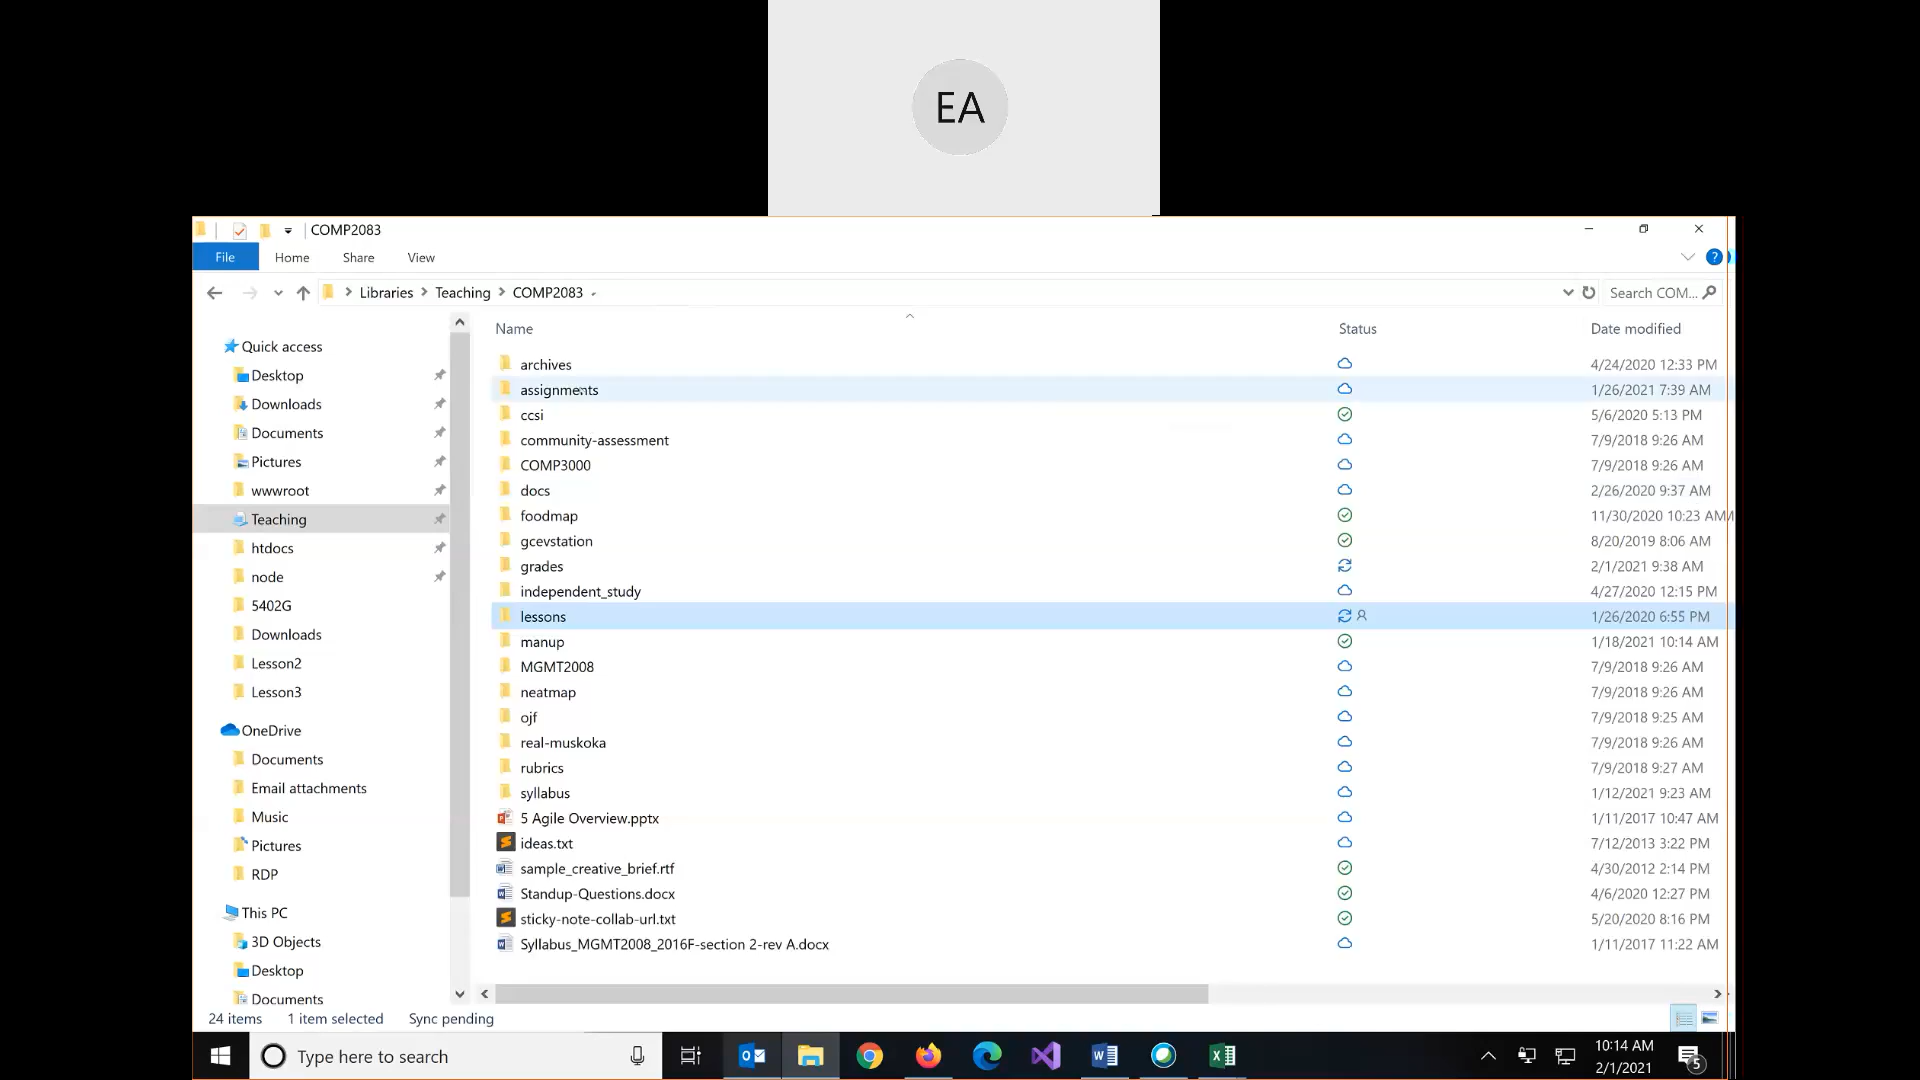 EA
COMP2083
File Home Share View
Libraries Teaching COMP2083
Search COM...
Name Status Date modified
Quick access
Desktop
Downloads
Documents
Pictures
wwwroot
Teaching
htdocs
node
5402G
Downloads
Lesson2
Lesson3
OneDrive
Documents
Email attachments
Music
Pictures
RDP
This PC
3D Objects
Desktop
Documents
archives 4/24/2020 12:33 PM
assignments 1/26/2021 7:39 AM
ccsi 5/6/2020 5:13 PM
community-assessment 7/9/2018 9:26 AM
COMP3000 7/9/2018 9:26 AM
docs 2/26/2020 9:37 AM
foodmap 11/30/2020 10:23 AM
gcevstation 8/20/2019 8:06 AM
grades 2/1/2021 9:38 AM
independent_study 4/27/2020 12:15 PM
lessons 1/26/2020 6:55 PM
manup 1/18/2021 10:14 AM
MGMT2008 7/9/2018 9:26 AM
neatmap 7/9/2018 9:26 AM
ojf 7/9/2018 9:25 AM
real-muskoka 7/9/2018 9:26 AM
rubrics 7/9/2018 9:27 AM
syllabus 1/12/2021 9:23 AM
5 Agile Overview.pptx 1/11/2017 10:47 AM
ideas.txt 7/12/2013 3:22 PM
sample_creative_brief.rtf 4/30/2012 2:14 PM
Standup-Questions.docx 4/6/2020 12:27 PM
sticky-note-collab-url.txt 5/20/2020 8:16 PM
Syllabus_MGMT2008_2016F-section 2-rev A.docx 1/11/2017 11:22 AM
24 items 1 item selected Sync pending
Type here to search
10:14 AM
2/1/2021
5